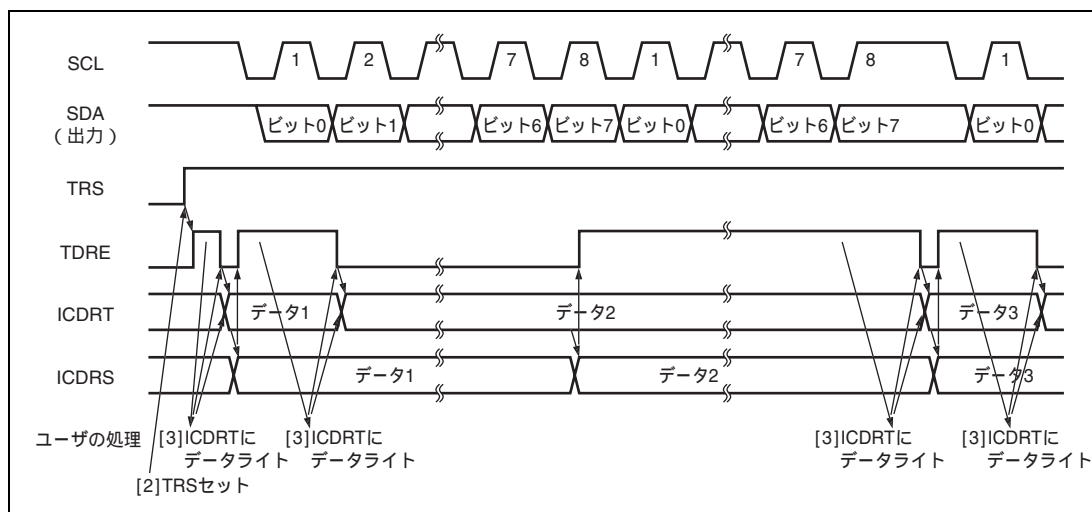 SCL 1 2 7 8 1 7 8 1
SDA
(出力) ビット0 ビット1 ビット6 ビット7 ビット0 ビット6 ビット7 ビット0
TRS
TDRE
ICDRT データ1 データ2 データ3
ICDRS データ1 データ2 データ3
ユーザの処理 [3]ICDRTに [3]ICDRTに [3]ICDRTに [3]ICDRTに
データライト データライト データライト データライト
[2]TRSセット